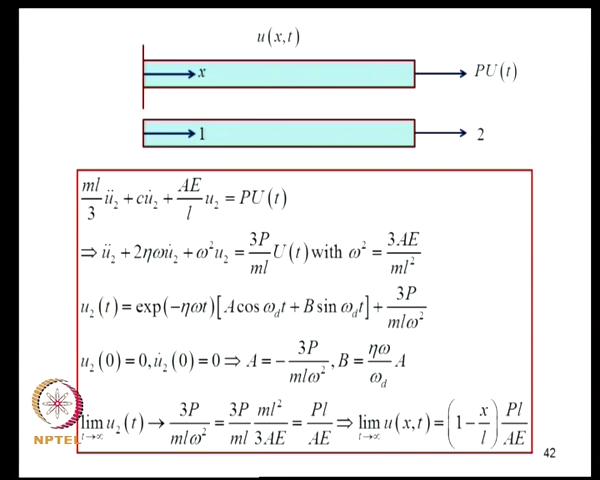 u(x,t)
x
PU(t)
1
2
ml/3 ü₂ + cu̇₂ + AE/l u₂ = PU(t)
⇒ ü₂ + 2ηωu̇₂ + ω²u₂ = 3P/ml U(t) with ω² = 3AE/ml²
u₂(t) = exp(−ηωt)[A cos ω_d t + B sin ω_d t] + 3P/mlω²
u₂(0) = 0, u̇₂(0) = 0 ⇒ A = −3P/mlω², B = ηω/ω_d A
lim t→∞ u₂(t) → 3P/mlω² = 3P/ml ml²/3AE = Pl/AE ⇒ lim t→∞ u(x,t) = (1 − x/l) Pl/AE
NPTEL
42